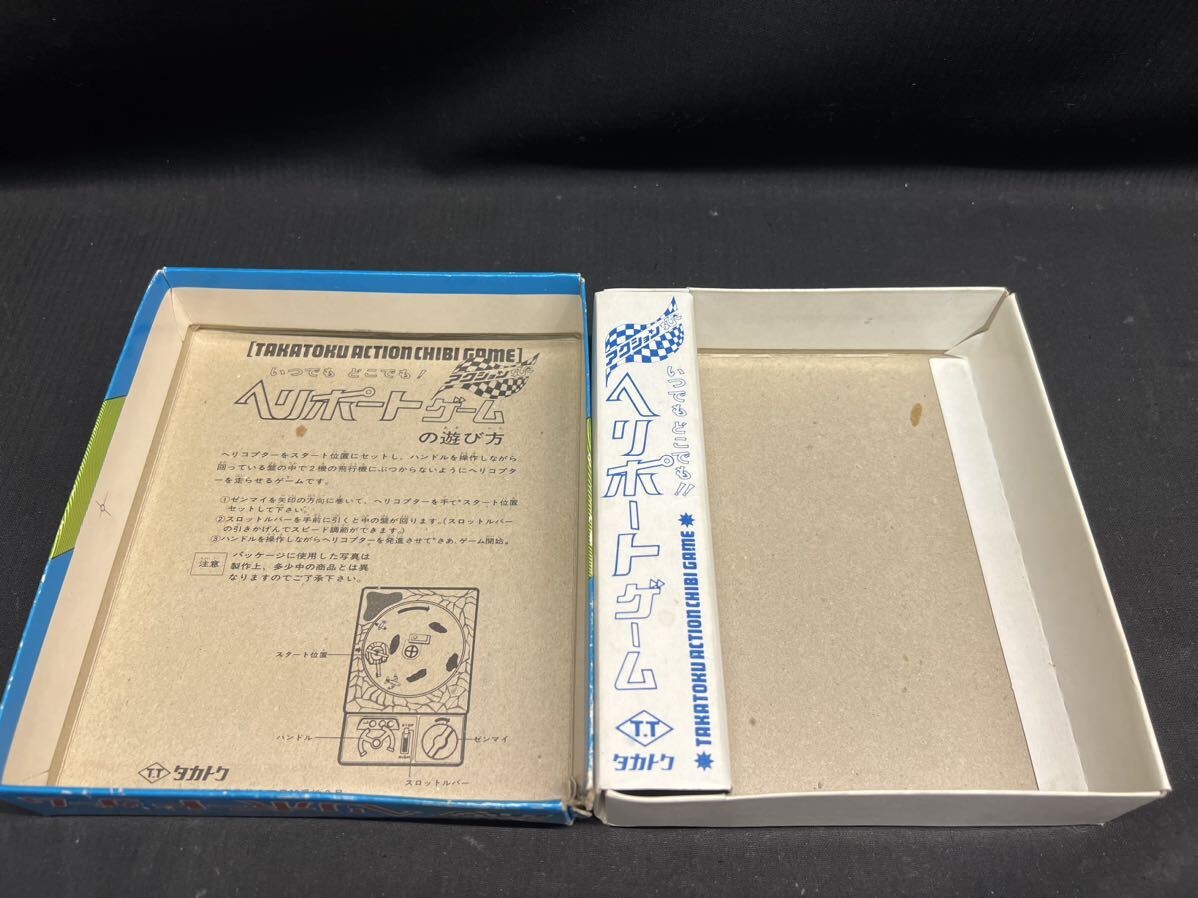 [TAKATOKU ACTION CHIBI GAME]
いつでも どこでも!
アクションちび
ヘリポートゲーム
の遊び方
ヘリコプターをスタート位置にセットし、ハンドルを操作しながら
回っている盤の中で2機の飛行機にぶつからないようにヘリコプタ
ーを走らせるゲームです。
①ゼンマイを矢印の方向に巻いて、ヘリコプターを手で"スタート位置
セットして下さい。
②スロットルバーを手前に引くと中の盤が回ります。(スロットルバー
の引きかげんでスピード調節ができます。)
③ハンドルを操作しながらヘリコプターを発進させて"さあ、ゲーム開始。
注意
パッケージに使用した写真は
製作上、多少中の商品とは異
なりますのでご了承下さい。
スタート位置
ハンドル
STOP
ゼンマイ
スロットルバー
T.T タカトク
アクションちび
いつでもどこでも!!
ヘリポートゲーム
TAKATOKU ACTION CHIBI GAME
T.T
タカトク